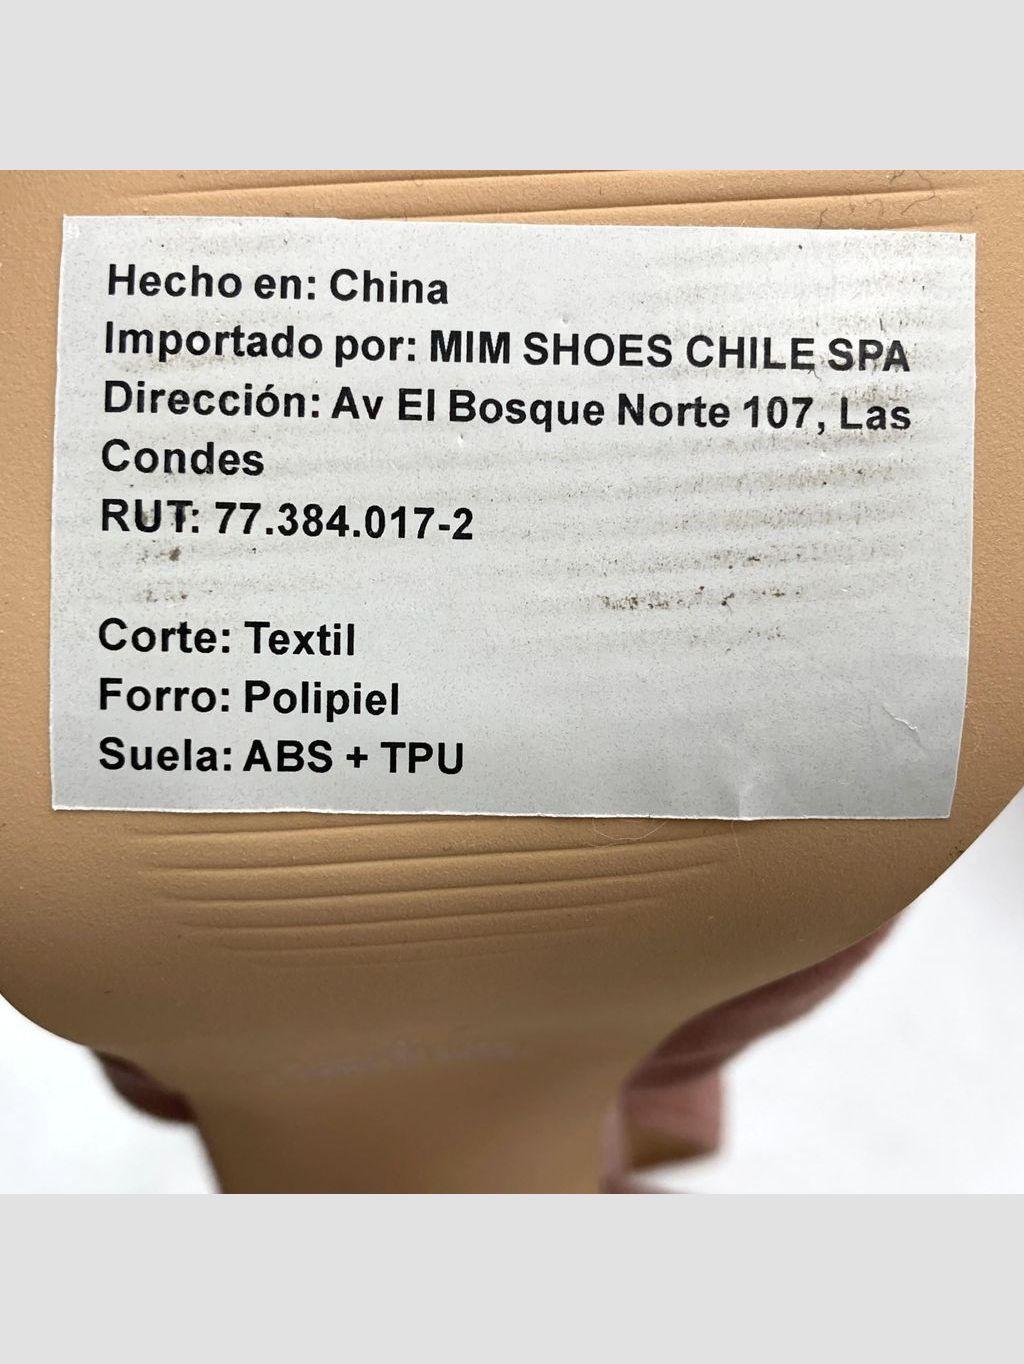 Hecho en: China
Importado por: MIM SHOES CHILE SPA
Dirección: Av El Bosque Norte 107, Las
Condes
RUT: 77.384.017-2
Corte: Textil
Forro: Polipiel
Suela: ABS + TPU